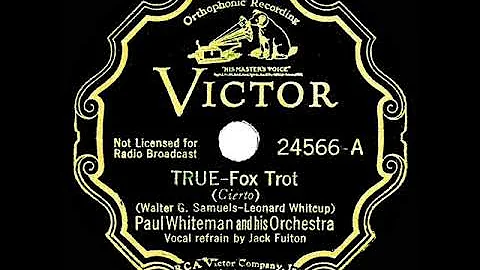 Orthophonic Recording
"HIS MASTER'S VOICE"
VICTOR
Not Licensed for
Radio Broadcast
24566-A
TRUE-Fox Trot
(Cierto)
(Walter G. Samuels-Leonard Whitcup)
Paul Whiteman and his Orchestra
Vocal refrain by Jack Fulton
RCA Victor Company, I